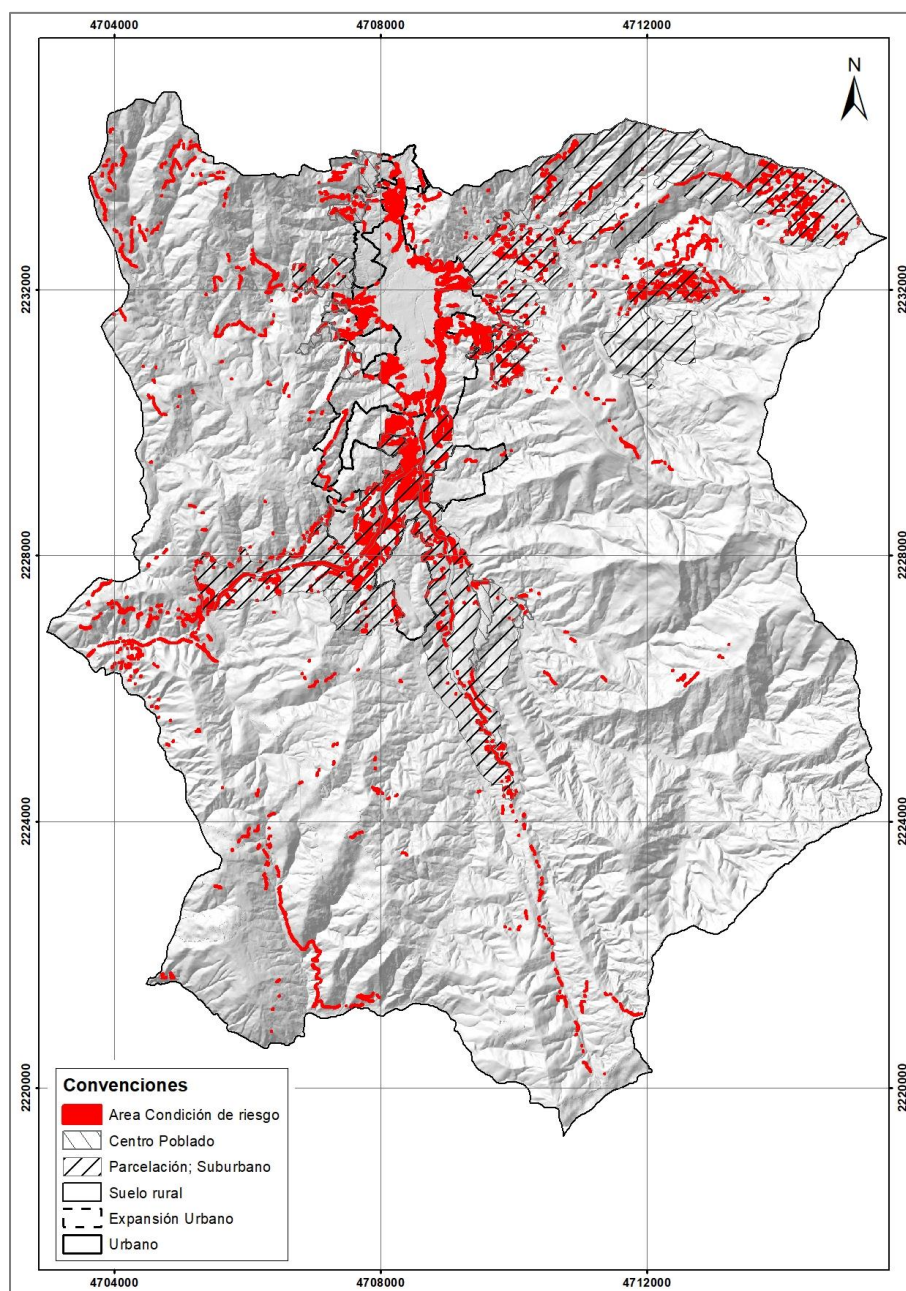 4704000
4708000
4712000
N
2232000
2232000
2228000
2228000
2224000
2224000
2220000
2220000
Convenciones
Area Condición de riesgo
Centro Poblado
Parcelación; Suburbano
Suelo rural
Expansión Urbano
Urbano
4704000
4708000
4712000